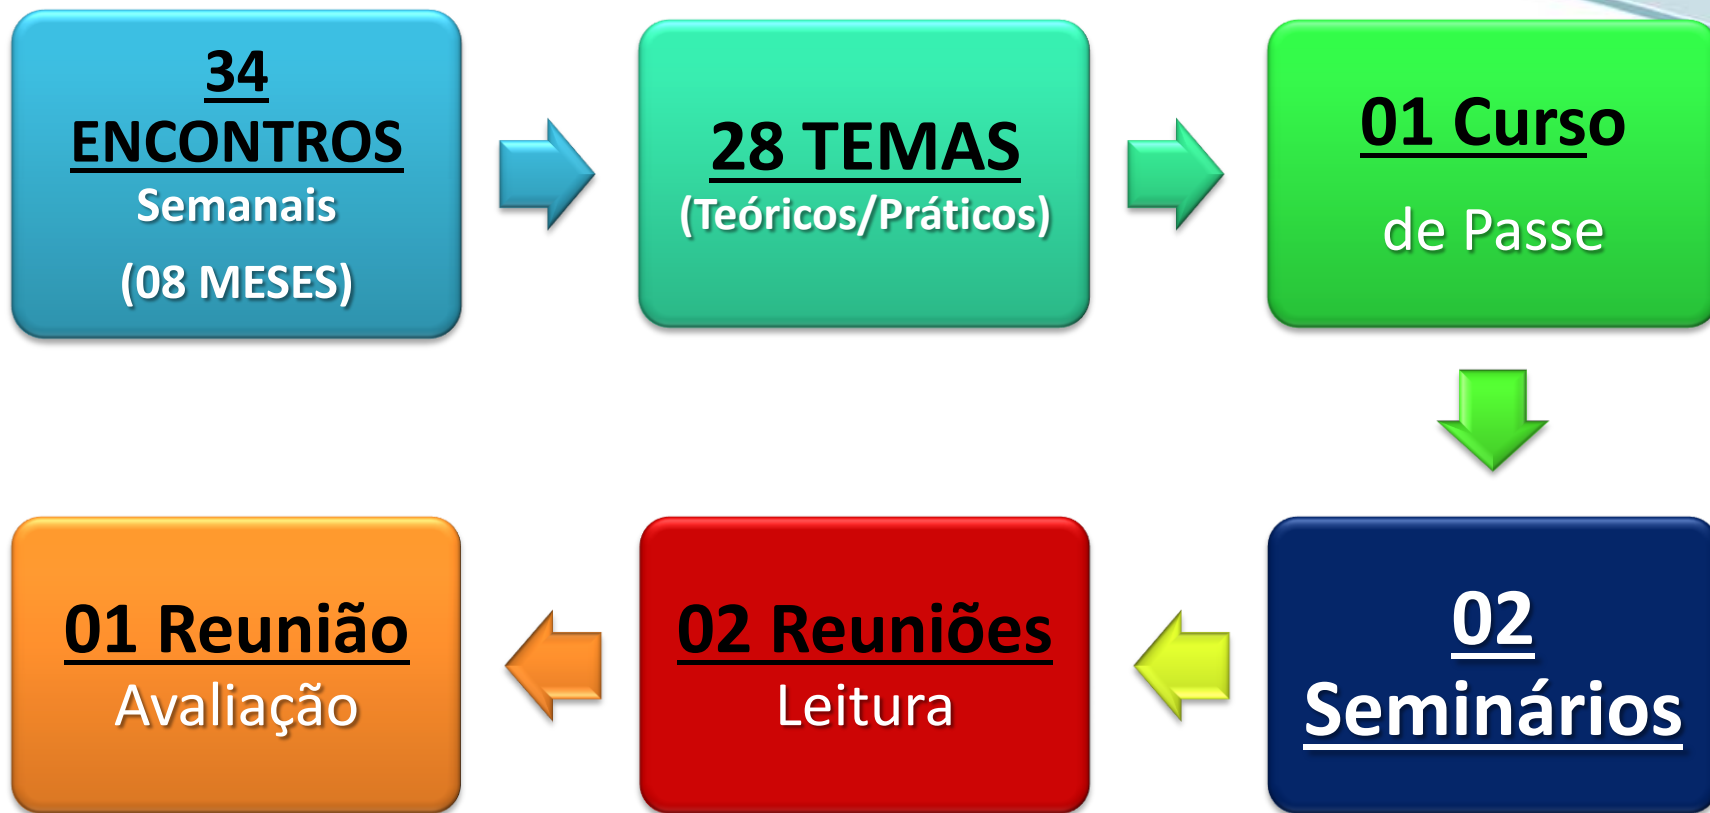 34
ENCONTROS
Semanais
(08 MESES)
28 TEMAS
(Teóricos/Práticos)
01 Curso
de Passe
02
Seminários
02 Reuniões
Leitura
01 Reunião
Avaliação